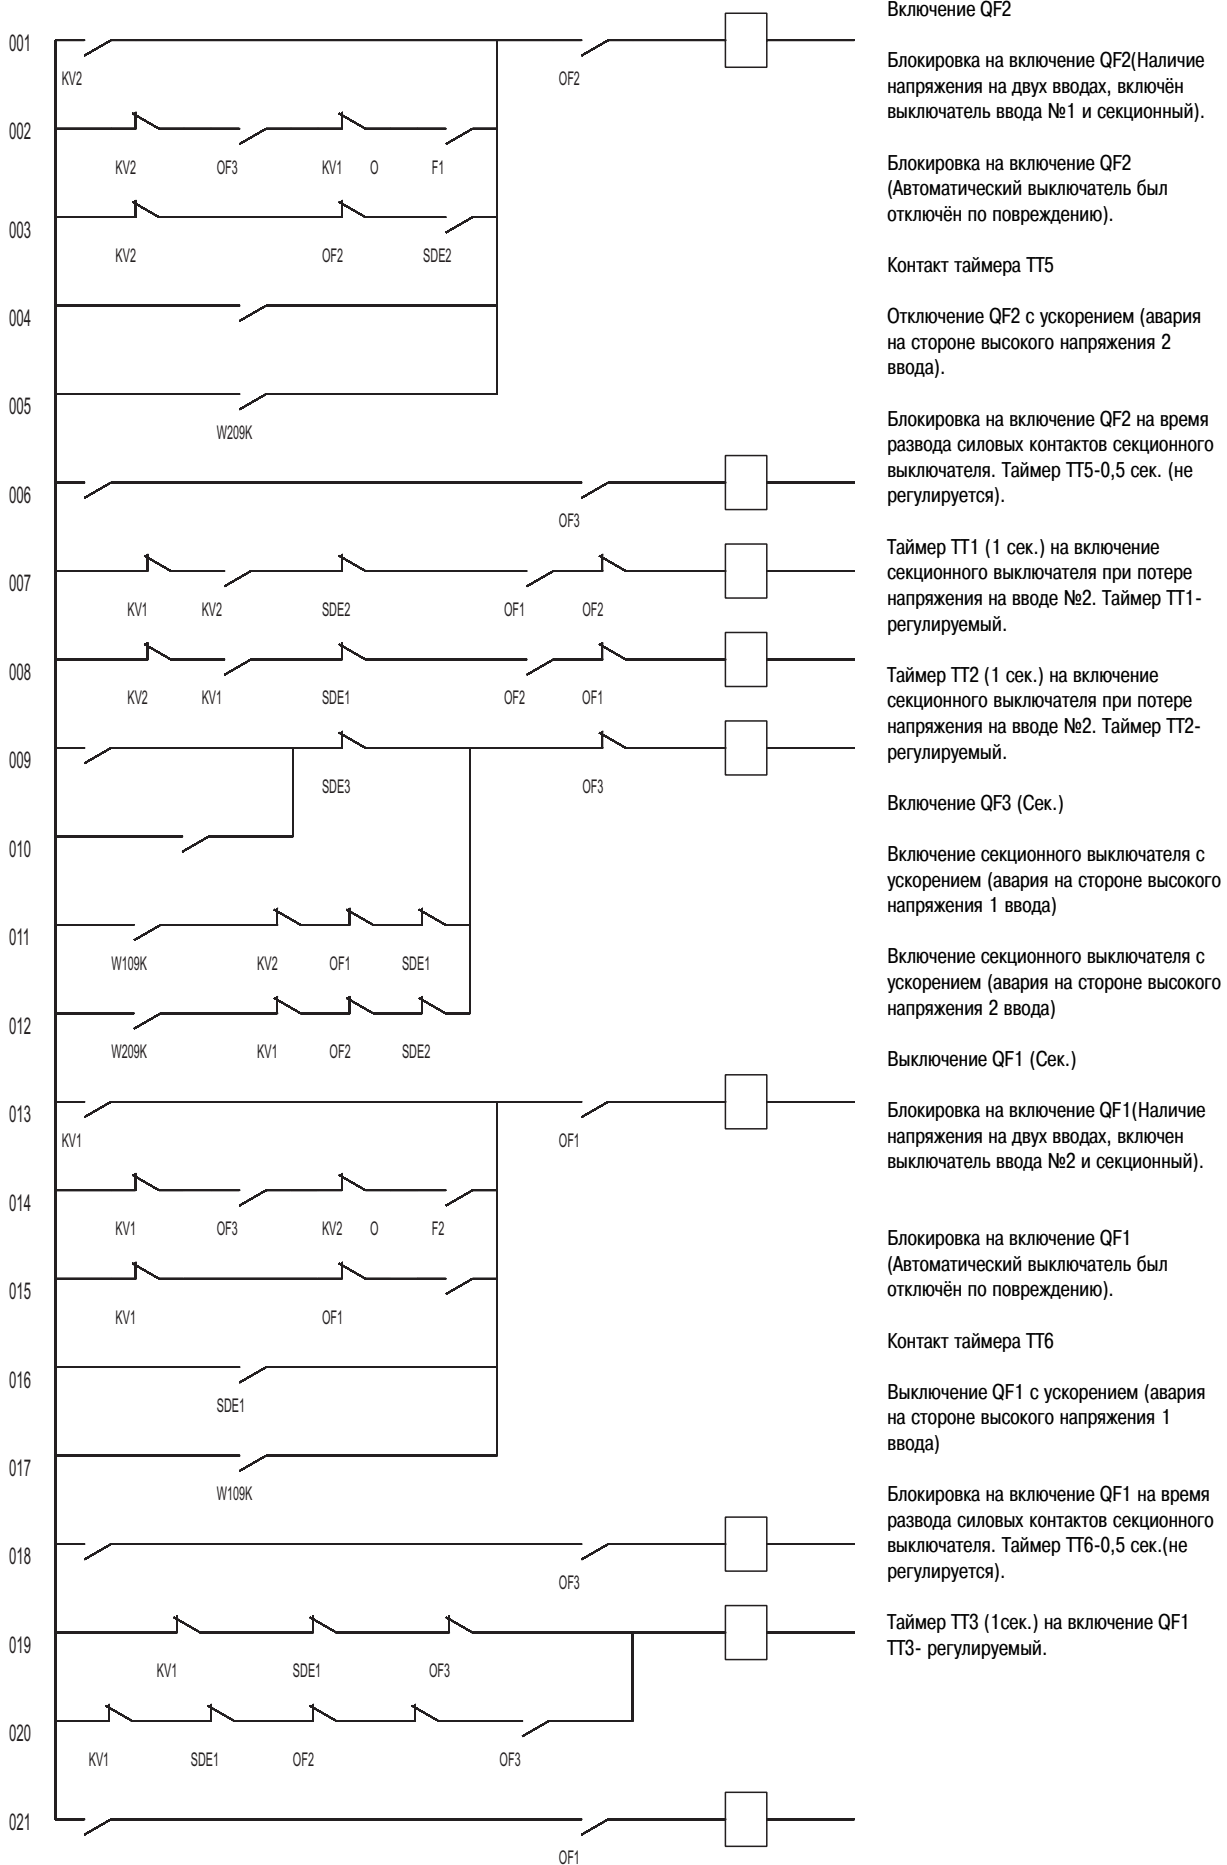 001
KV2
OF2
002
KV2 OF3 KV1 O F1
003
KV2 OF2 SDE2
004
005
W209K
006
OF3
007
KV1 KV2 SDE2 OF1 OF2
008
KV2 KV1 SDE1 OF2 OF1
009
SDE3 OF3
010
011
W109K KV2 OF1 SDE1
012
W209K KV1 OF2 SDE2
013
KV1 OF1
014
KV1 OF3 KV2 O F2
015
KV1 OF1
016
SDE1
017
W109K
018
OF3
019
KV1 SDE1 OF3
020
KV1 SDE1 OF2 OF3
021
OF1
Включение QF2
Блокировка на включение QF2(Наличие
напряжения на двух вводах, включён
выключатель ввода №1 и секционный).
Блокировка на включение QF2
(Автоматический выключатель был
отключён по повреждению).
Контакт таймера ТТ5
Отключение QF2 с ускорением (авария
на стороне высокого напряжения 2
ввода).
Блокировка на включение QF2 на время
развода силовых контактов секционного
выключателя. Таймер ТТ5-0,5 сек. (не
регулируется).
Таймер ТТ1 (1 сек.) на включение
секционного выключателя при потере
напряжения на вводе №2. Таймер ТТ1-
регулируемый.
Таймер ТТ2 (1 сек.) на включение
секционного выключателя при потере
напряжения на вводе №2. Таймер ТТ2-
регулируемый.
Включение QF3 (Сек.)
Включение секционного выключателя с
ускорением (авария на стороне высокого
напряжения 1 ввода)
Включение секционного выключателя с
ускорением (авария на стороне высокого
напряжения 2 ввода)
Выключение QF1 (Сек.)
Блокировка на включение QF1(Наличие
напряжения на двух вводах, включен
выключатель ввода №2 и секционный).
Блокировка на включение QF1
(Автоматический выключатель был
отключён по повреждению).
Контакт таймера ТТ6
Выключение QF1 с ускорением (авария
на стороне высокого напряжения 1
ввода)
Блокировка на включение QF1 на время
развода силовых контактов секционного
выключателя. Таймер ТТ6-0,5 сек.(не
регулируется).
Таймер ТТ3 (1сек.) на включение QF1
ТТ3- регулируемый.